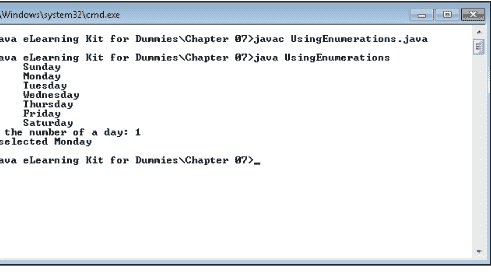 \Windows\system32\cmd.exe
ava eLearning Kit for Dummies\Chapter 07>javac UsingEnumerations.java
ava eLearning Kit for Dummies\Chapter 07>java UsingEnumerations
Sunday
Monday
Tuesday
Wednesday
Thursday
Friday
Saturday
the number of a day: 1
selected Monday
ava eLearning Kit for Dummies\Chapter 07>_